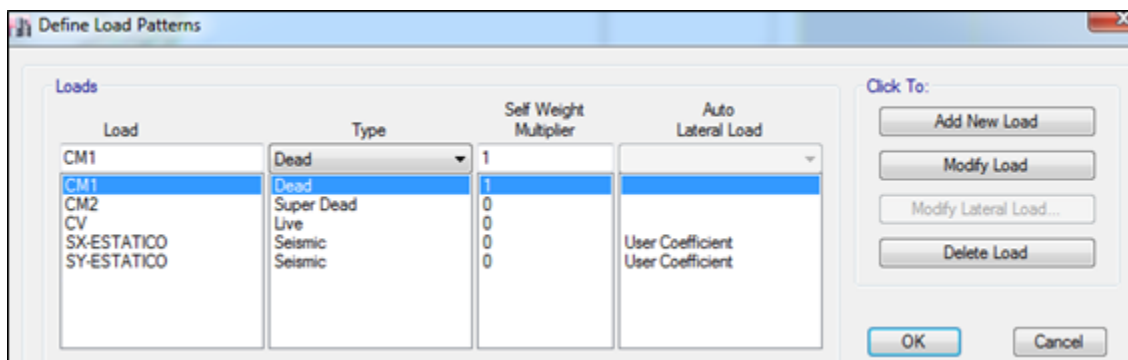 Define Load Patterns
Loads
Click To:
Load Type Self Weight Multiplier Auto Lateral Load
CM1 Dead 1
CM1 Dead 1
CM2 Super Dead 0
CV Live 0
SX-ESTATICO Seismic 0 User Coefficient
SY-ESTATICO Seismic 0 User Coefficient
Add New Load
Modify Load
Modify Lateral Load...
Delete Load
OK Cancel